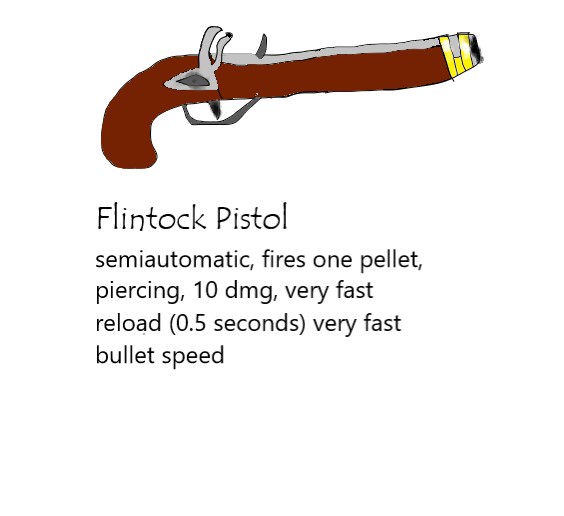 Flintock Pistol
semiautomatic, fires one pellet,
piercing, 10 dmg, very fast
reload (0.5 seconds) very fast
bullet speed